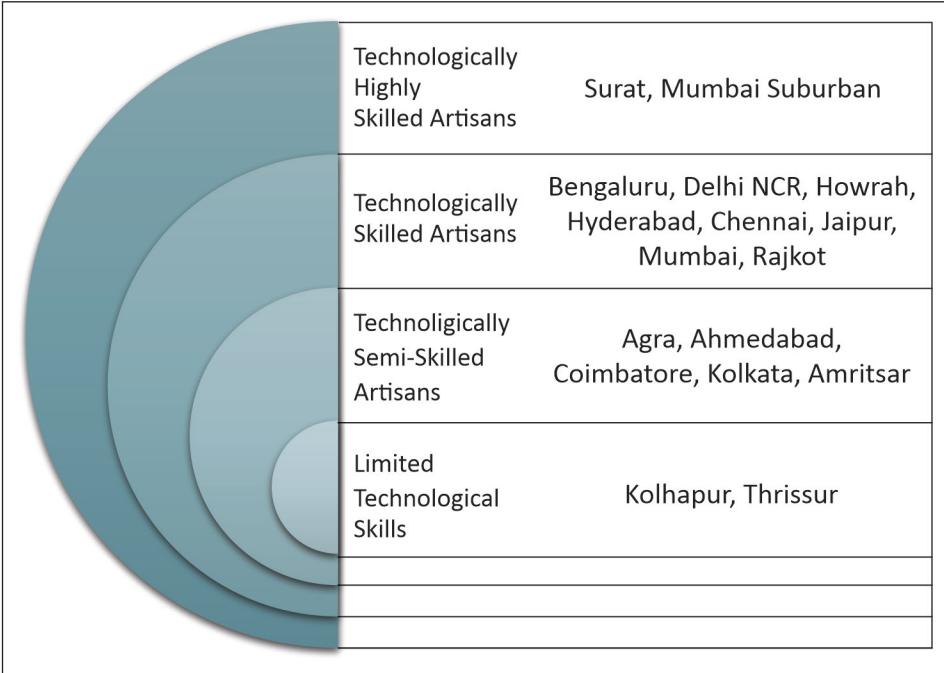 Technologically
Highly
Skilled Artisans
Surat, Mumbai Suburban
Technologically
Skilled Artisans
Bengaluru, Delhi NCR, Howrah,
Hyderabad, Chennai, Jaipur,
Mumbai, Rajkot
Technoligically
Semi-Skilled
Artisans
Agra, Ahmedabad,
Coimbatore, Kolkata, Amritsar
Limited
Technological
Skills
Kolhapur, Thrissur